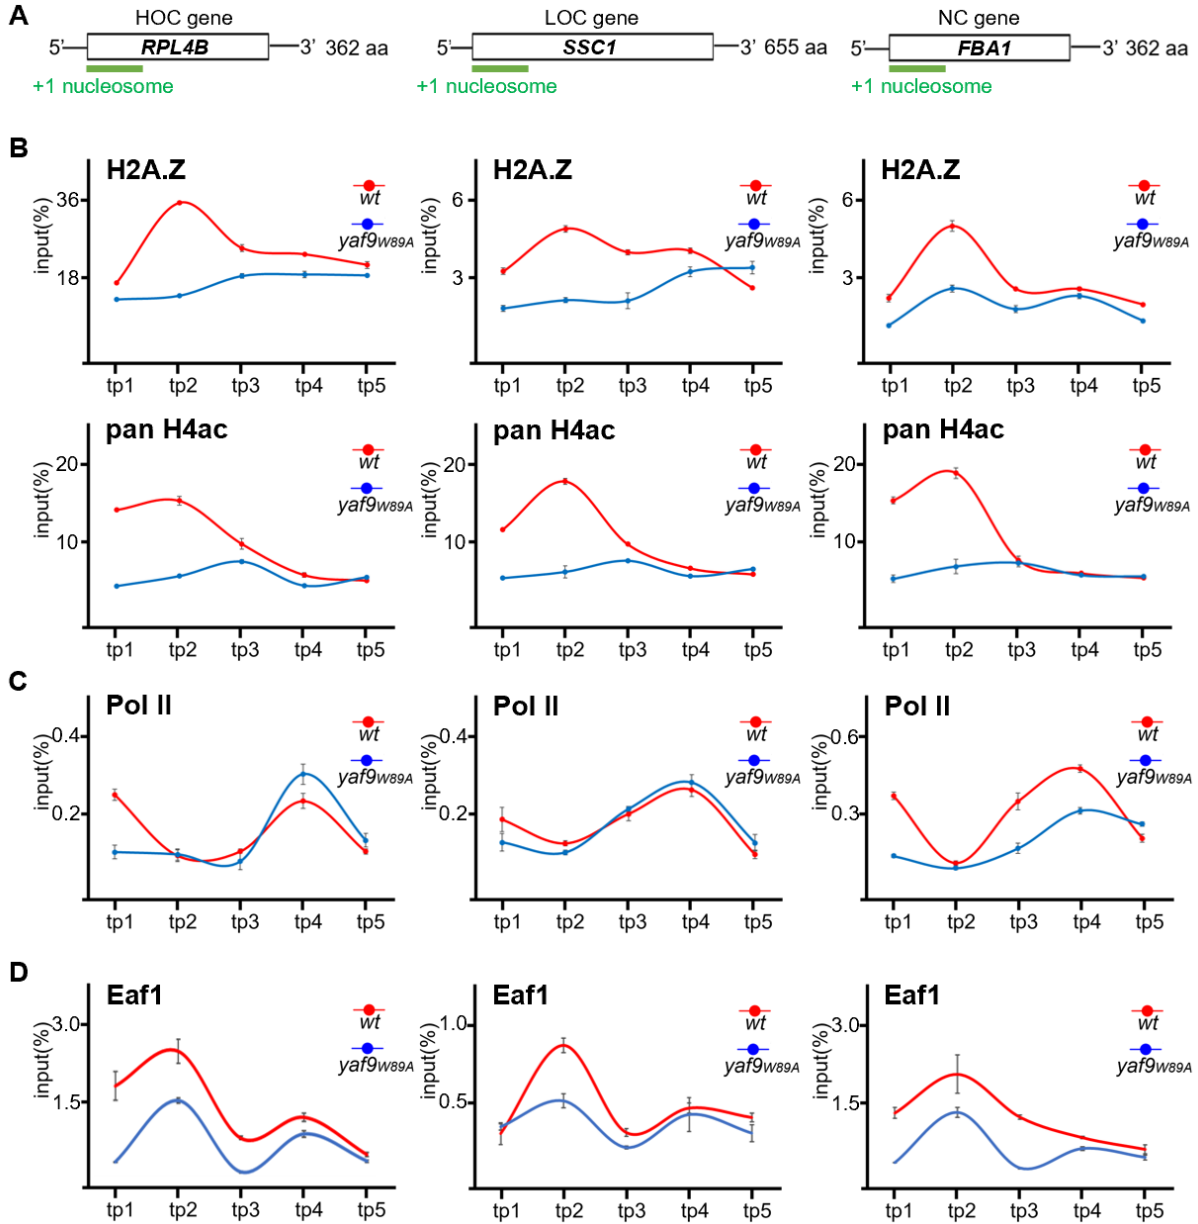 A
HOC gene
LOC gene
NC gene
5’ RPL4B 3’ 362 aa
5’ SSC1 3’ 655 aa
5’ FBA1 3’ 362 aa
+1 nucleosome
+1 nucleosome
+1 nucleosome
B
H2A.Z
input(%)
36
18
wt
yaf9W89A
tp1 tp2 tp3 tp4 tp5
H2A.Z
input(%)
6
3
wt
yaf9W89A
tp1 tp2 tp3 tp4 tp5
H2A.Z
input(%)
6
3
wt
yaf9W89A
tp1 tp2 tp3 tp4 tp5
pan H4ac
input(%)
20
10
wt
yaf9W89A
tp1 tp2 tp3 tp4 tp5
pan H4ac
input(%)
20
10
wt
yaf9W89A
tp1 tp2 tp3 tp4 tp5
pan H4ac
input(%)
20
10
wt
yaf9W89A
tp1 tp2 tp3 tp4 tp5
C
Pol II
input(%)
0.4
0.2
wt
yaf9W89A
tp1 tp2 tp3 tp4 tp5
Pol II
input(%)
0.4
0.2
wt
yaf9W89A
tp1 tp2 tp3 tp4 tp5
Pol II
input(%)
0.6
0.3
wt
yaf9W89A
tp1 tp2 tp3 tp4 tp5
D
Eaf1
input(%)
3.0
1.5
wt
yaf9W89A
tp1 tp2 tp3 tp4 tp5
Eaf1
input(%)
1.0
0.5
wt
yaf9W89A
tp1 tp2 tp3 tp4 tp5
Eaf1
input(%)
3.0
1.5
wt
yaf9W89A
tp1 tp2 tp3 tp4 tp5